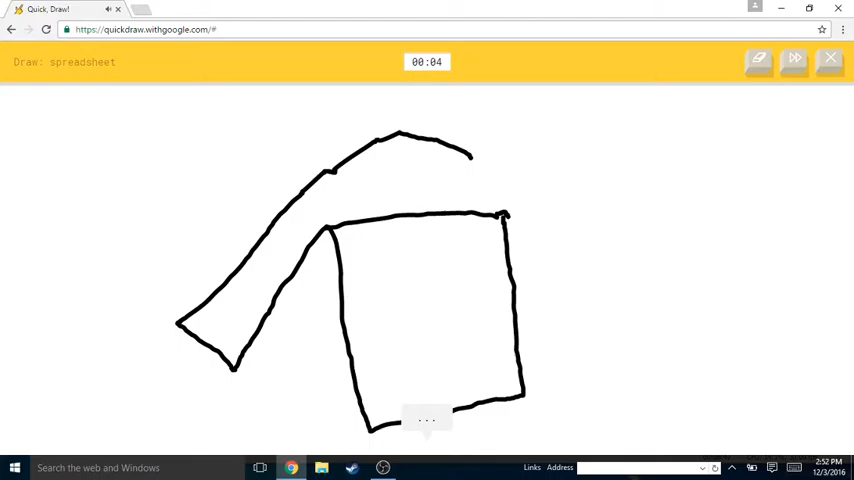 Quick, Draw!
https://quickdraw.withgoogle.com/#
Draw: spreadsheet
00:04
...
Search the web and Windows
Links
Address
2:52 PM
12/3/2016